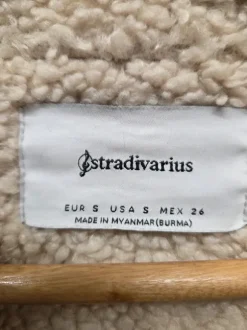 stradivarius
EUR S USA S MEX 26
MADE IN MYANMAR(BURMA)